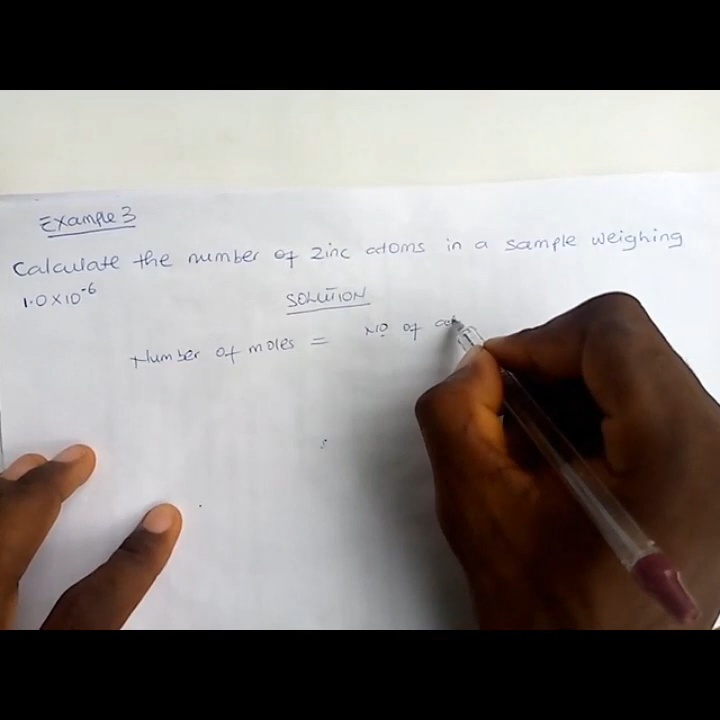 Example 3
Calculate the number of zinc atoms in a sample weighing
1.0 x 10⁻⁶
SOLUTION
Number of moles = No of